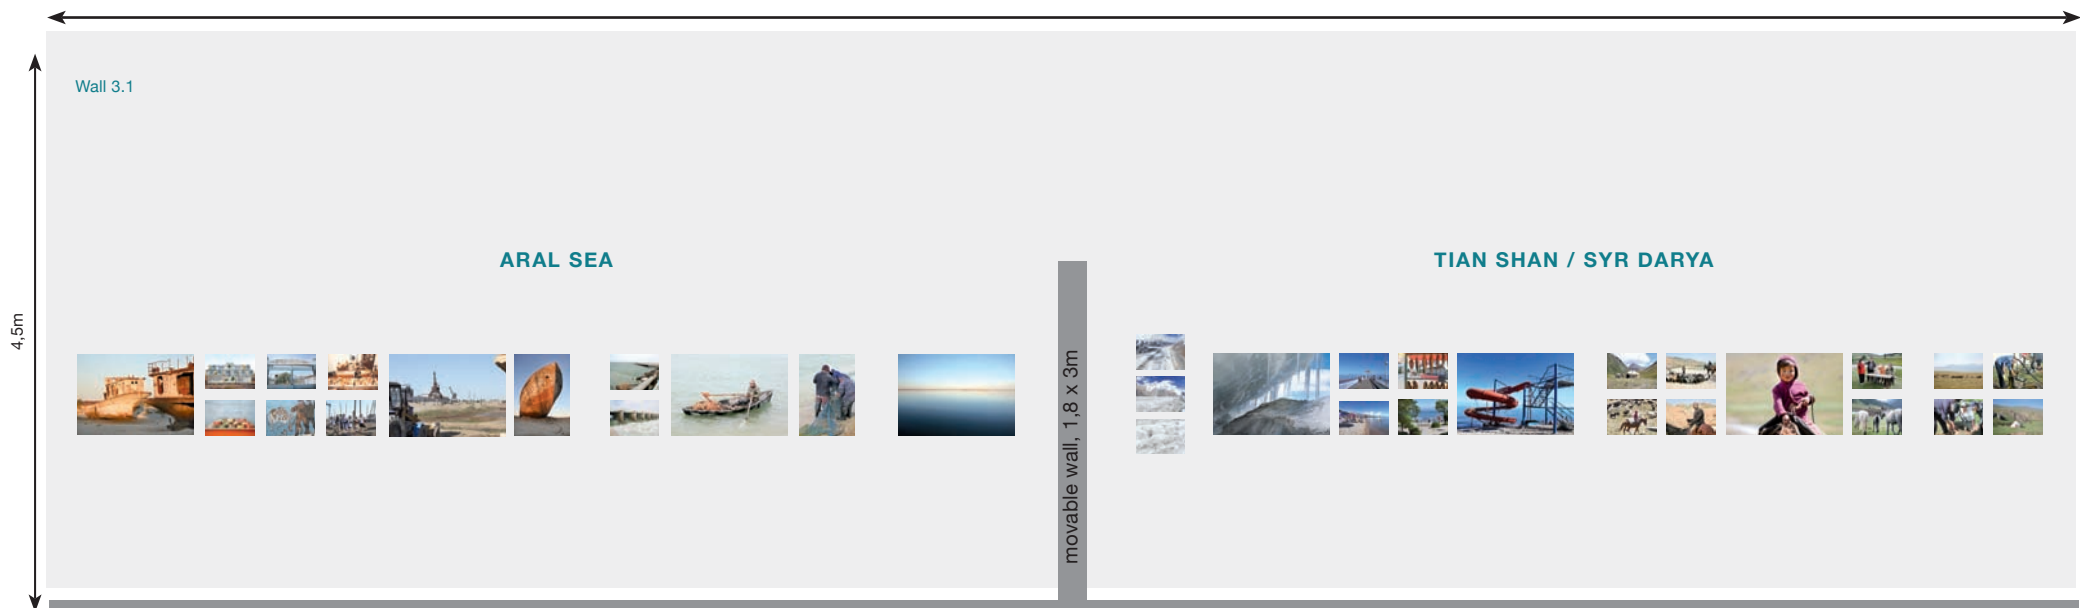 Wall 3.1
ARAL SEA
TIAN SHAN / SYR DARYA
4,5m
movable wall, 1,8 x 3m